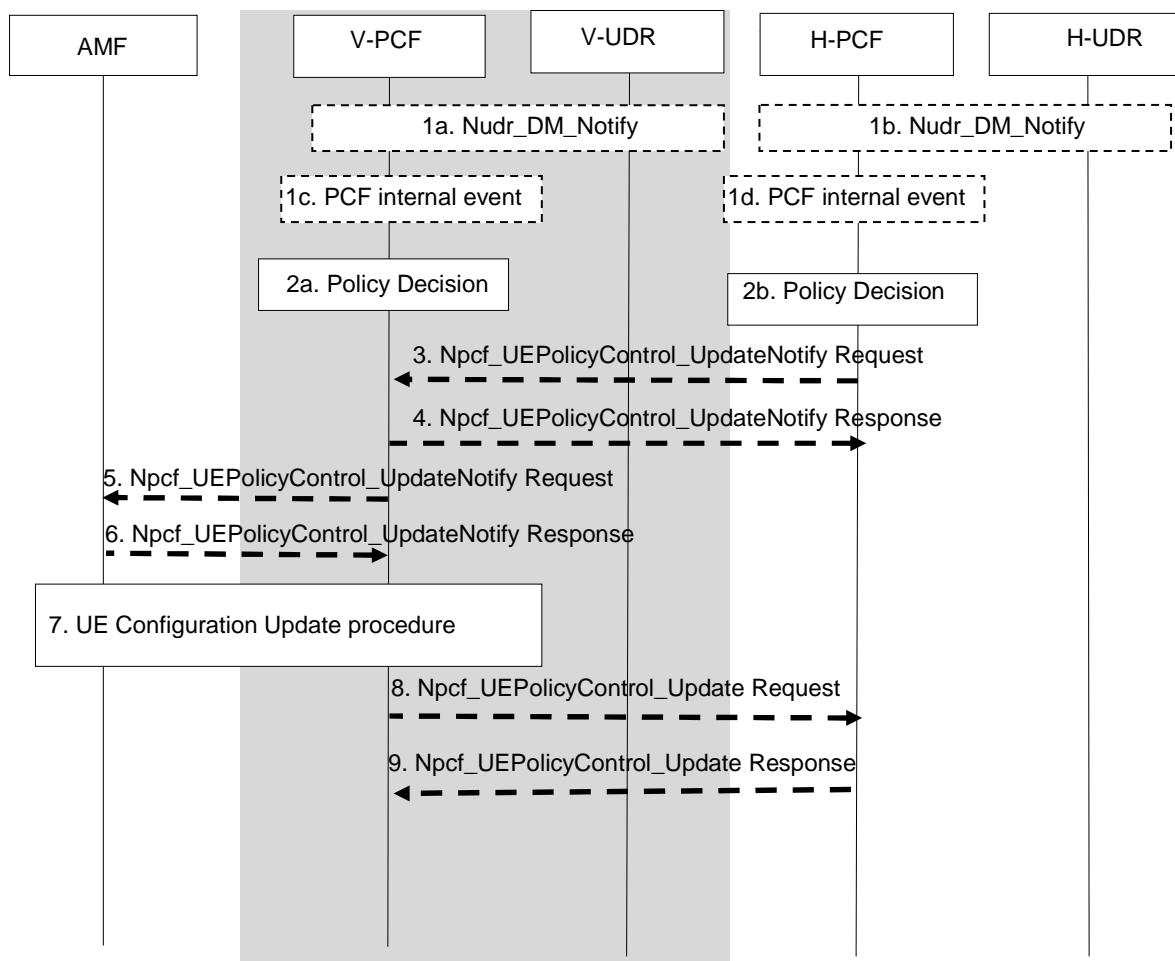 AMF
V-PCF
V-UDR
H-PCF
H-UDR
1a. Nudr_DM_Notify
1b. Nudr_DM_Notify
1c. PCF internal event
1d. PCF internal event
2a. Policy Decision
2b. Policy Decision
3. Npcf_UEPolicyControl_UpdateNotify Request
4. Npcf_UEPolicyControl_UpdateNotify Response
5. Npcf_UEPolicyControl_UpdateNotify Request
6. Npcf_UEPolicyControl_UpdateNotify Response
7. UE Configuration Update procedure
8. Npcf_UEPolicyControl_Update Request
9. Npcf_UEPolicyControl_Update Response